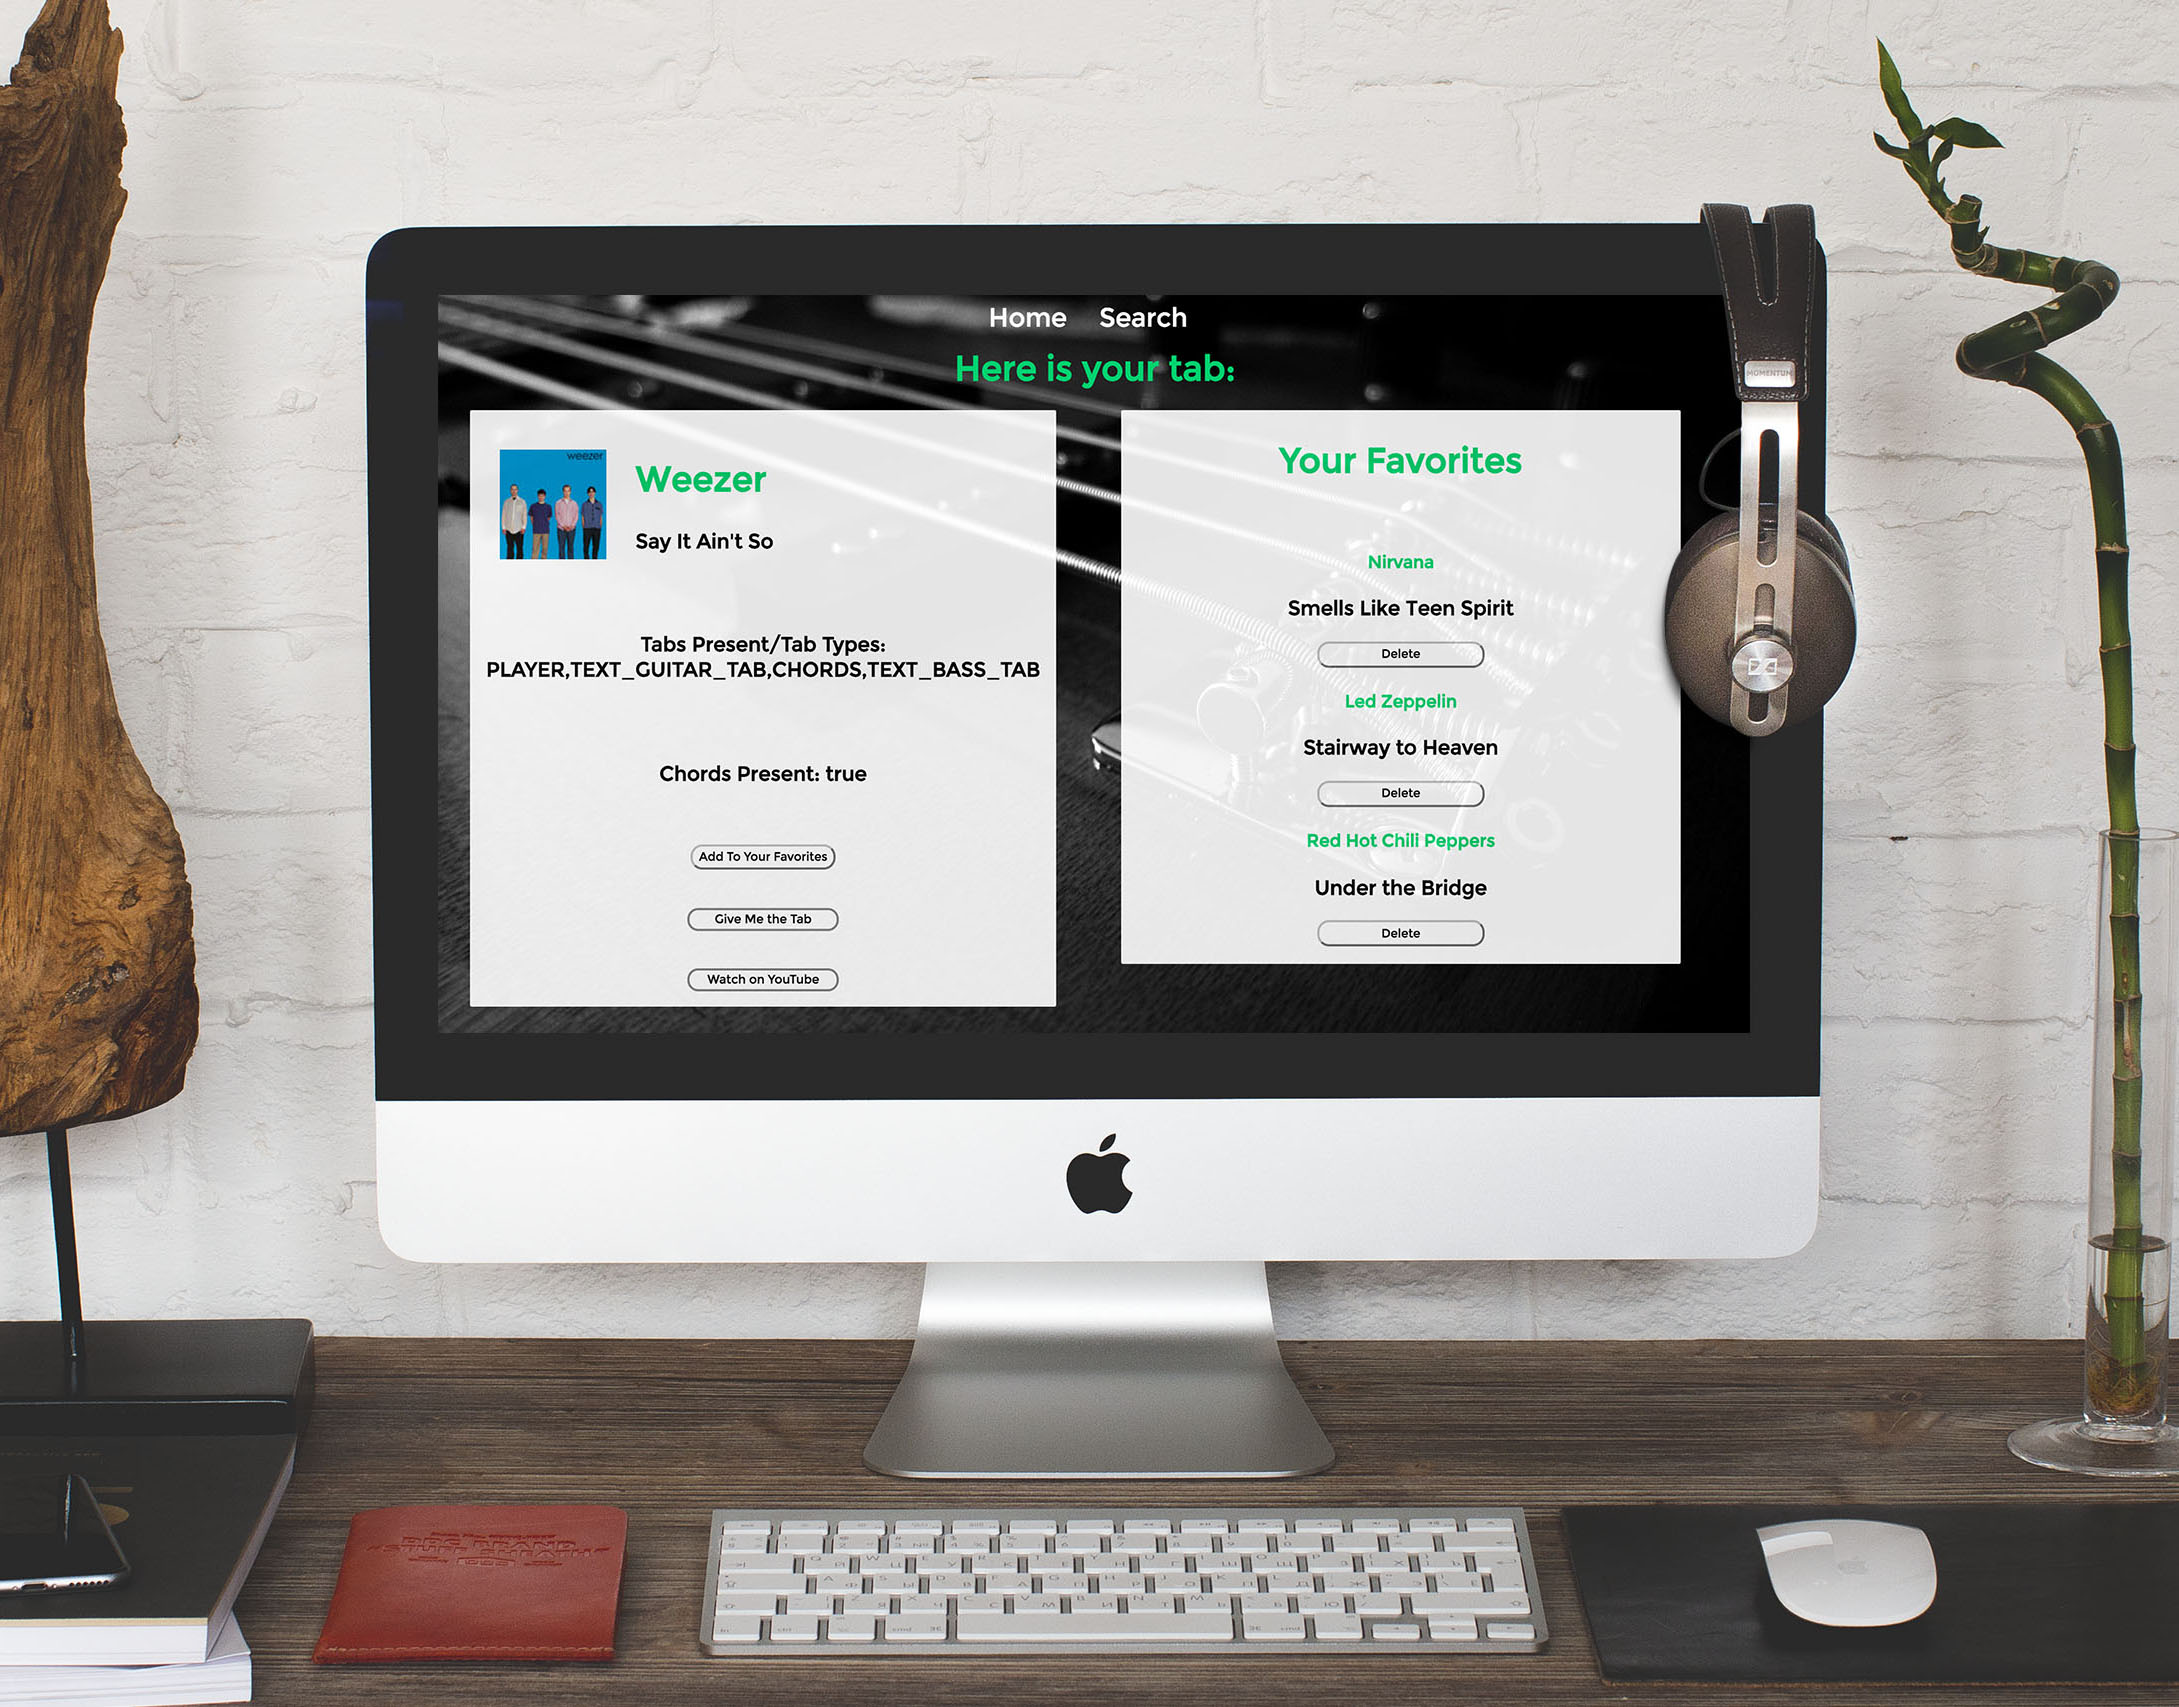 Home Search
Here is your tab:
weezer
Weezer
Say It Ain't So
Tabs Present/Tab Types:
PLAYER,TEXT_GUITAR_TAB,CHORDS,TEXT_BASS_TAB
Chords Present: true
Add To Your Favorites
Give Me the Tab
Watch on YouTube
Your Favorites
Nirvana
Smells Like Teen Spirit
Delete
Led Zeppelin
Stairway to Heaven
Delete
Red Hot Chili Peppers
Under the Bridge
Delete
MOMENTUM
BRAND